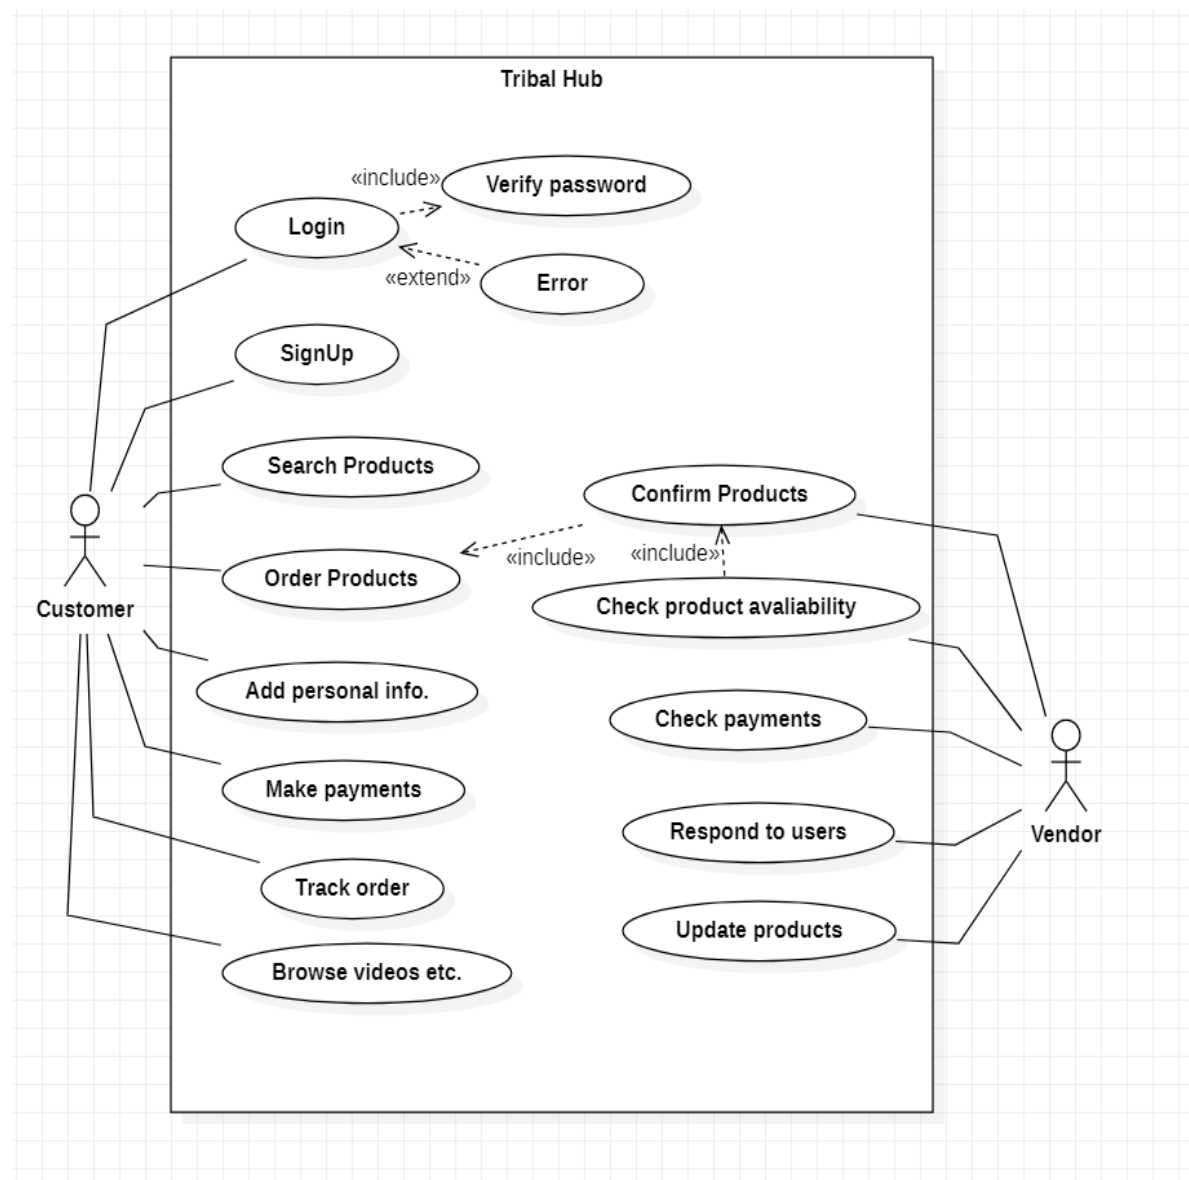 Tribal Hub
«include»
Verify password
Login
«extend»
Error
SignUp
Search Products
Confirm Products
«include»
«include»
Order Products
Customer
Check product avaliability
Add personal info.
Check payments
Make payments
Respond to users
Vendor
Track order
Update products
Browse videos etc.